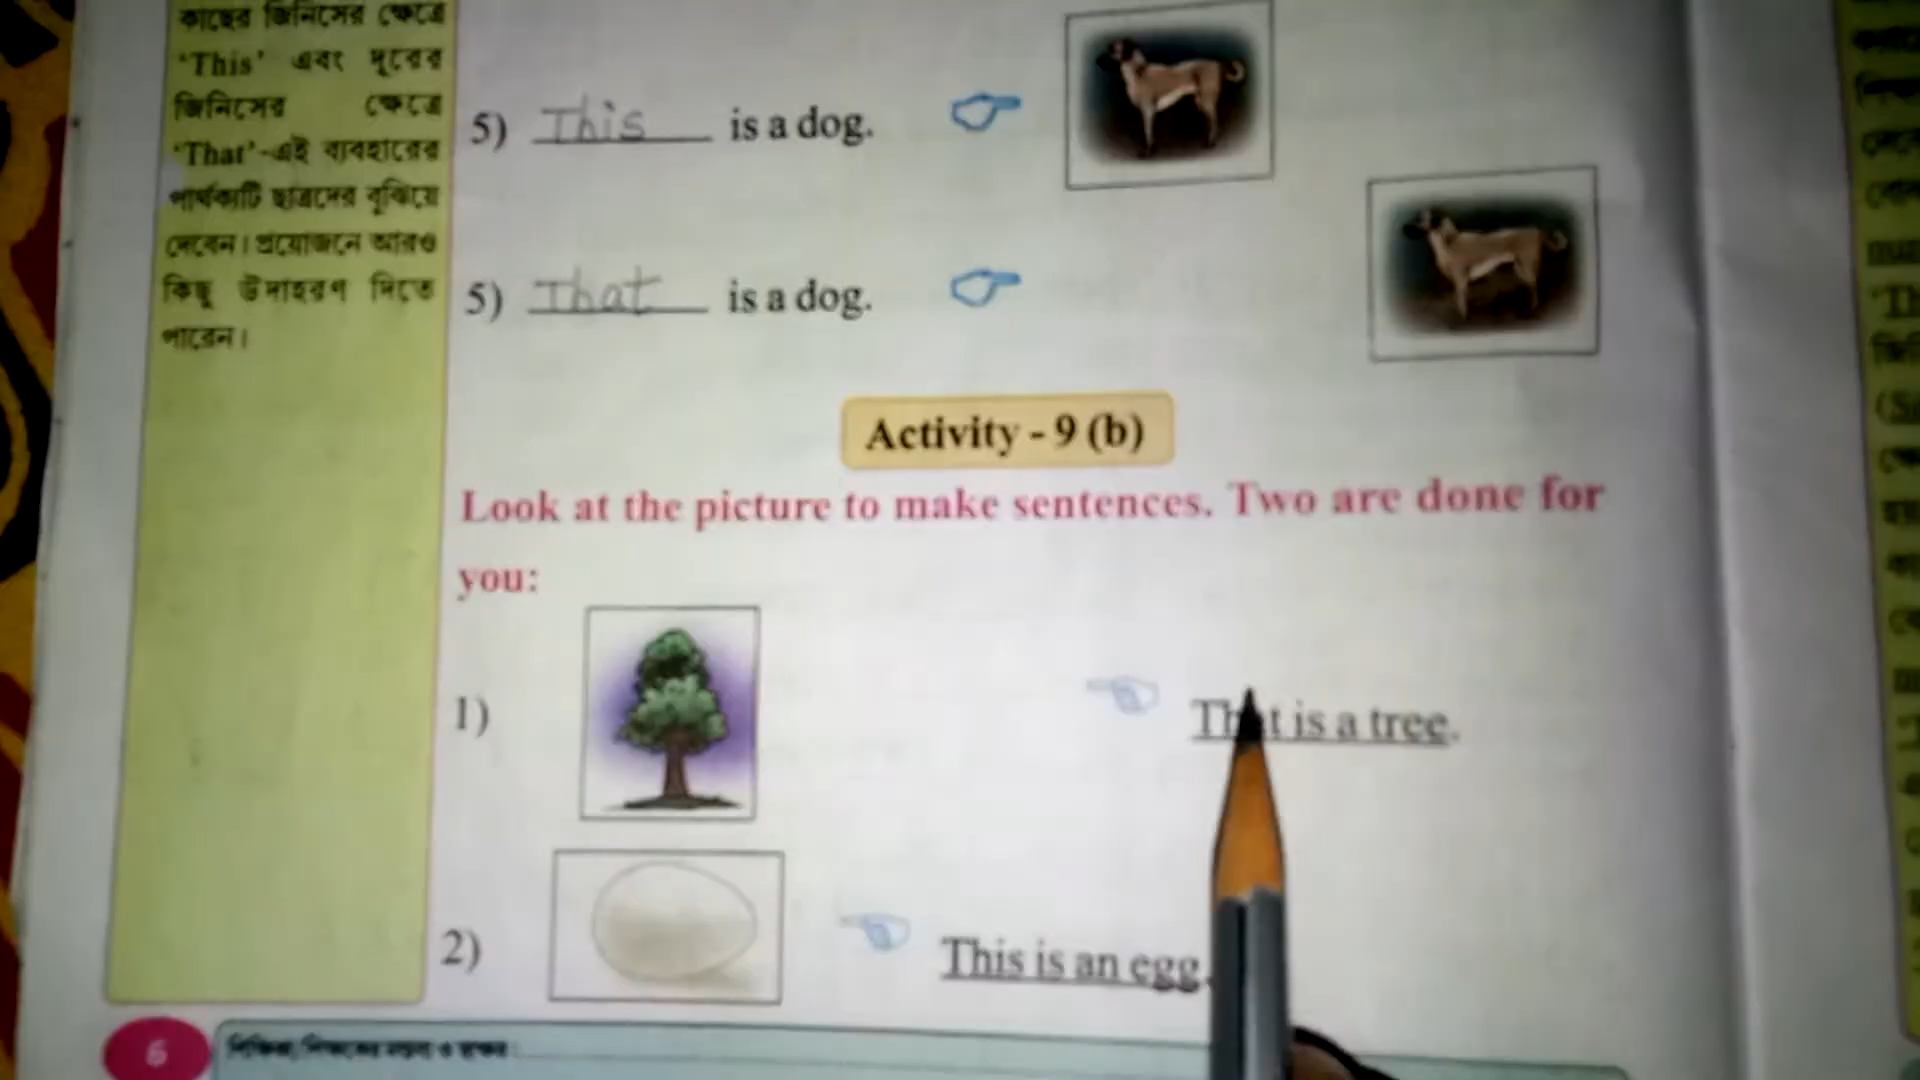 কাছের জিনিসের ক্ষেত্রে
'This' এবং দূরের
জিনিসের ক্ষেত্রে
'That'-এই ব্যবহারের
পার্থক্যটি ছাত্রদের বুঝিয়ে
দেবেন। প্রয়োজনে আরও
কিছু উদাহরণ দিতে
পারেন।
5) This is a dog.
5) That is a dog.
Activity - 9 (b)
Look at the picture to make sentences. Two are done for
you:
1) That is a tree.
2) This is an egg.
6